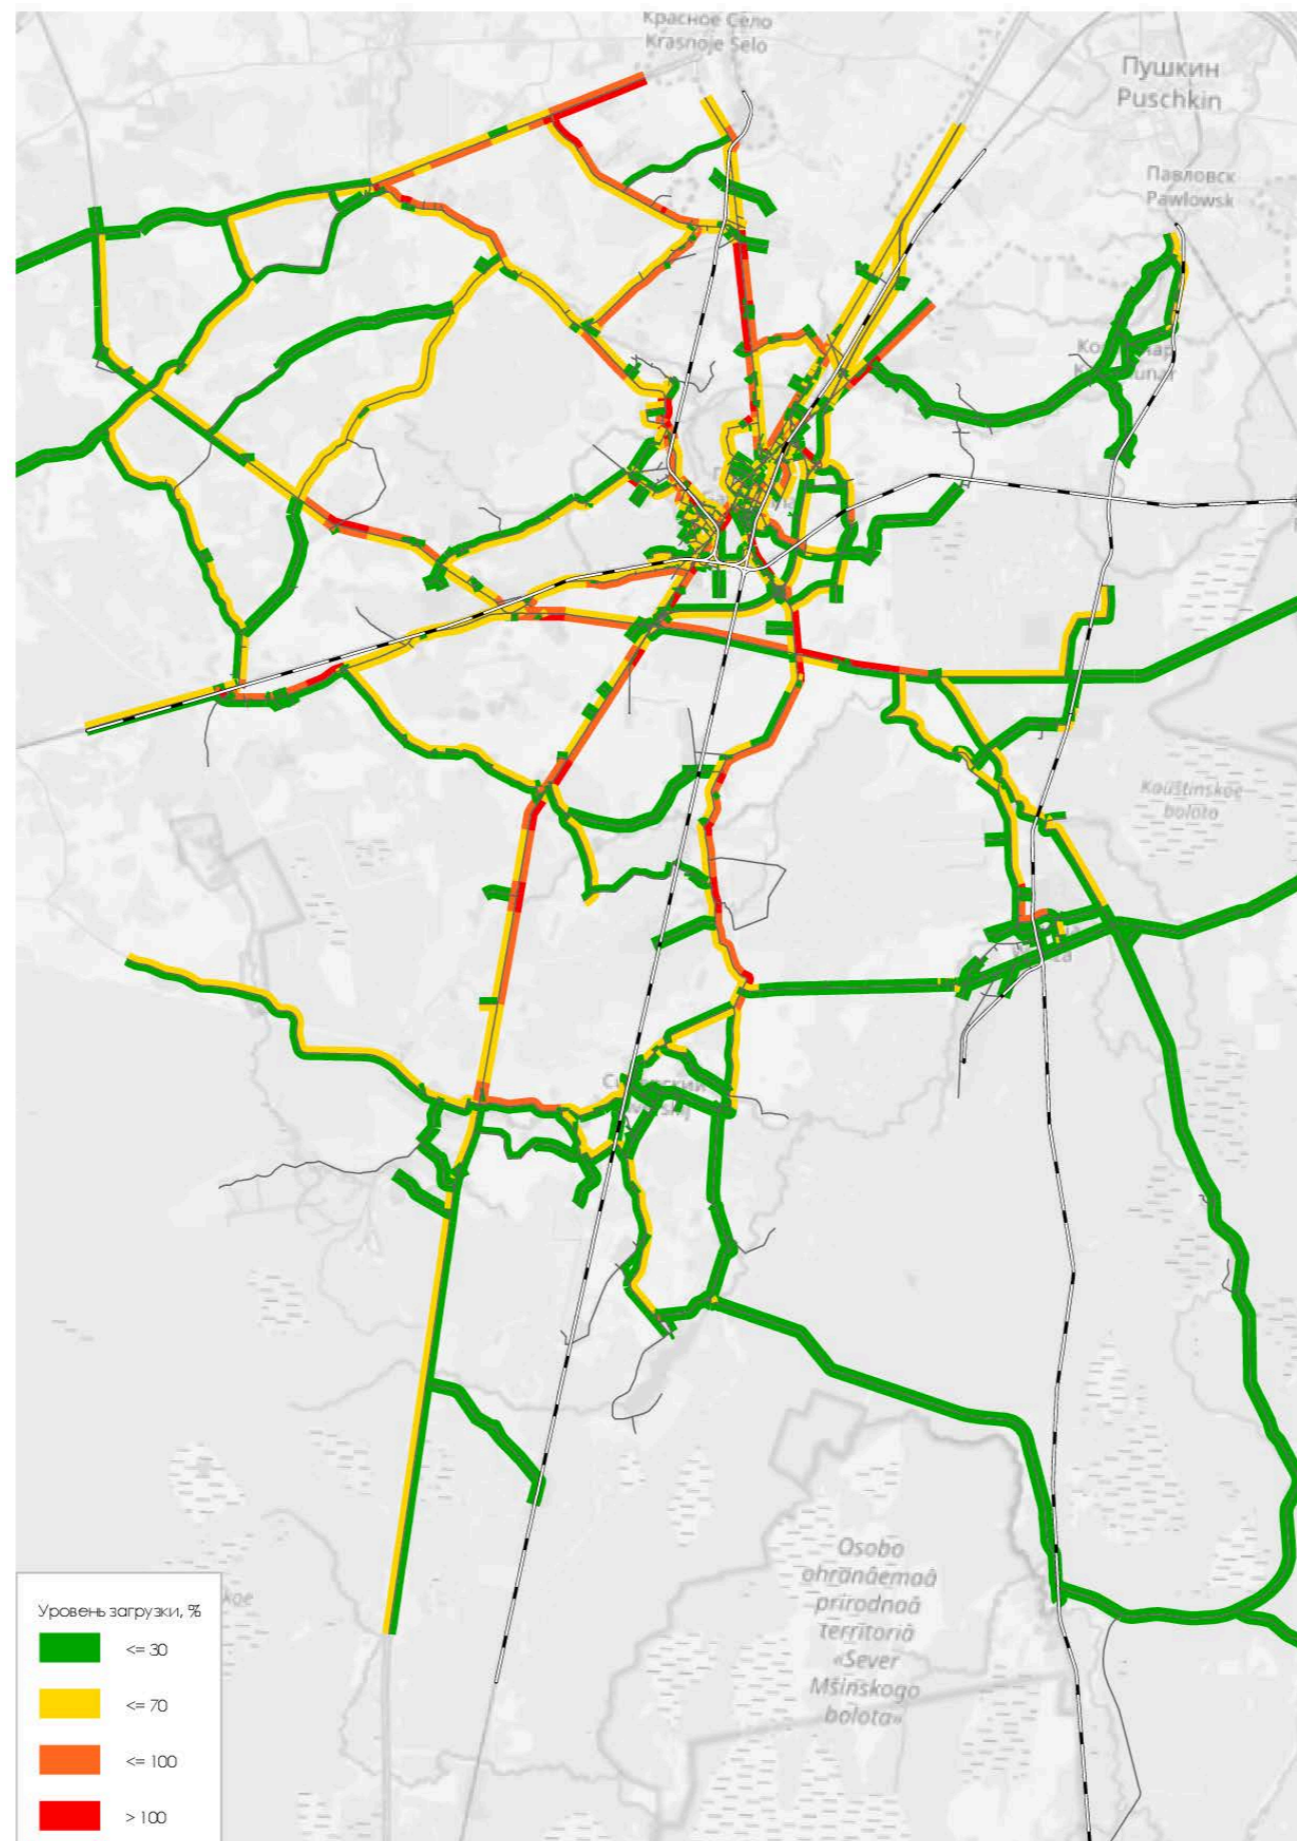 Красное Село
Krasnoje Selo
Пушкин
Puschkin
Павловск
Pawlowsk
Kouštinskoe
boloto
Osobo
ohranâemaâ
prirodnaâ
territoriâ
«Sever
Mšinskogo
bolota»
Уровень загрузки, %
<= 30
<= 70
<= 100
> 100